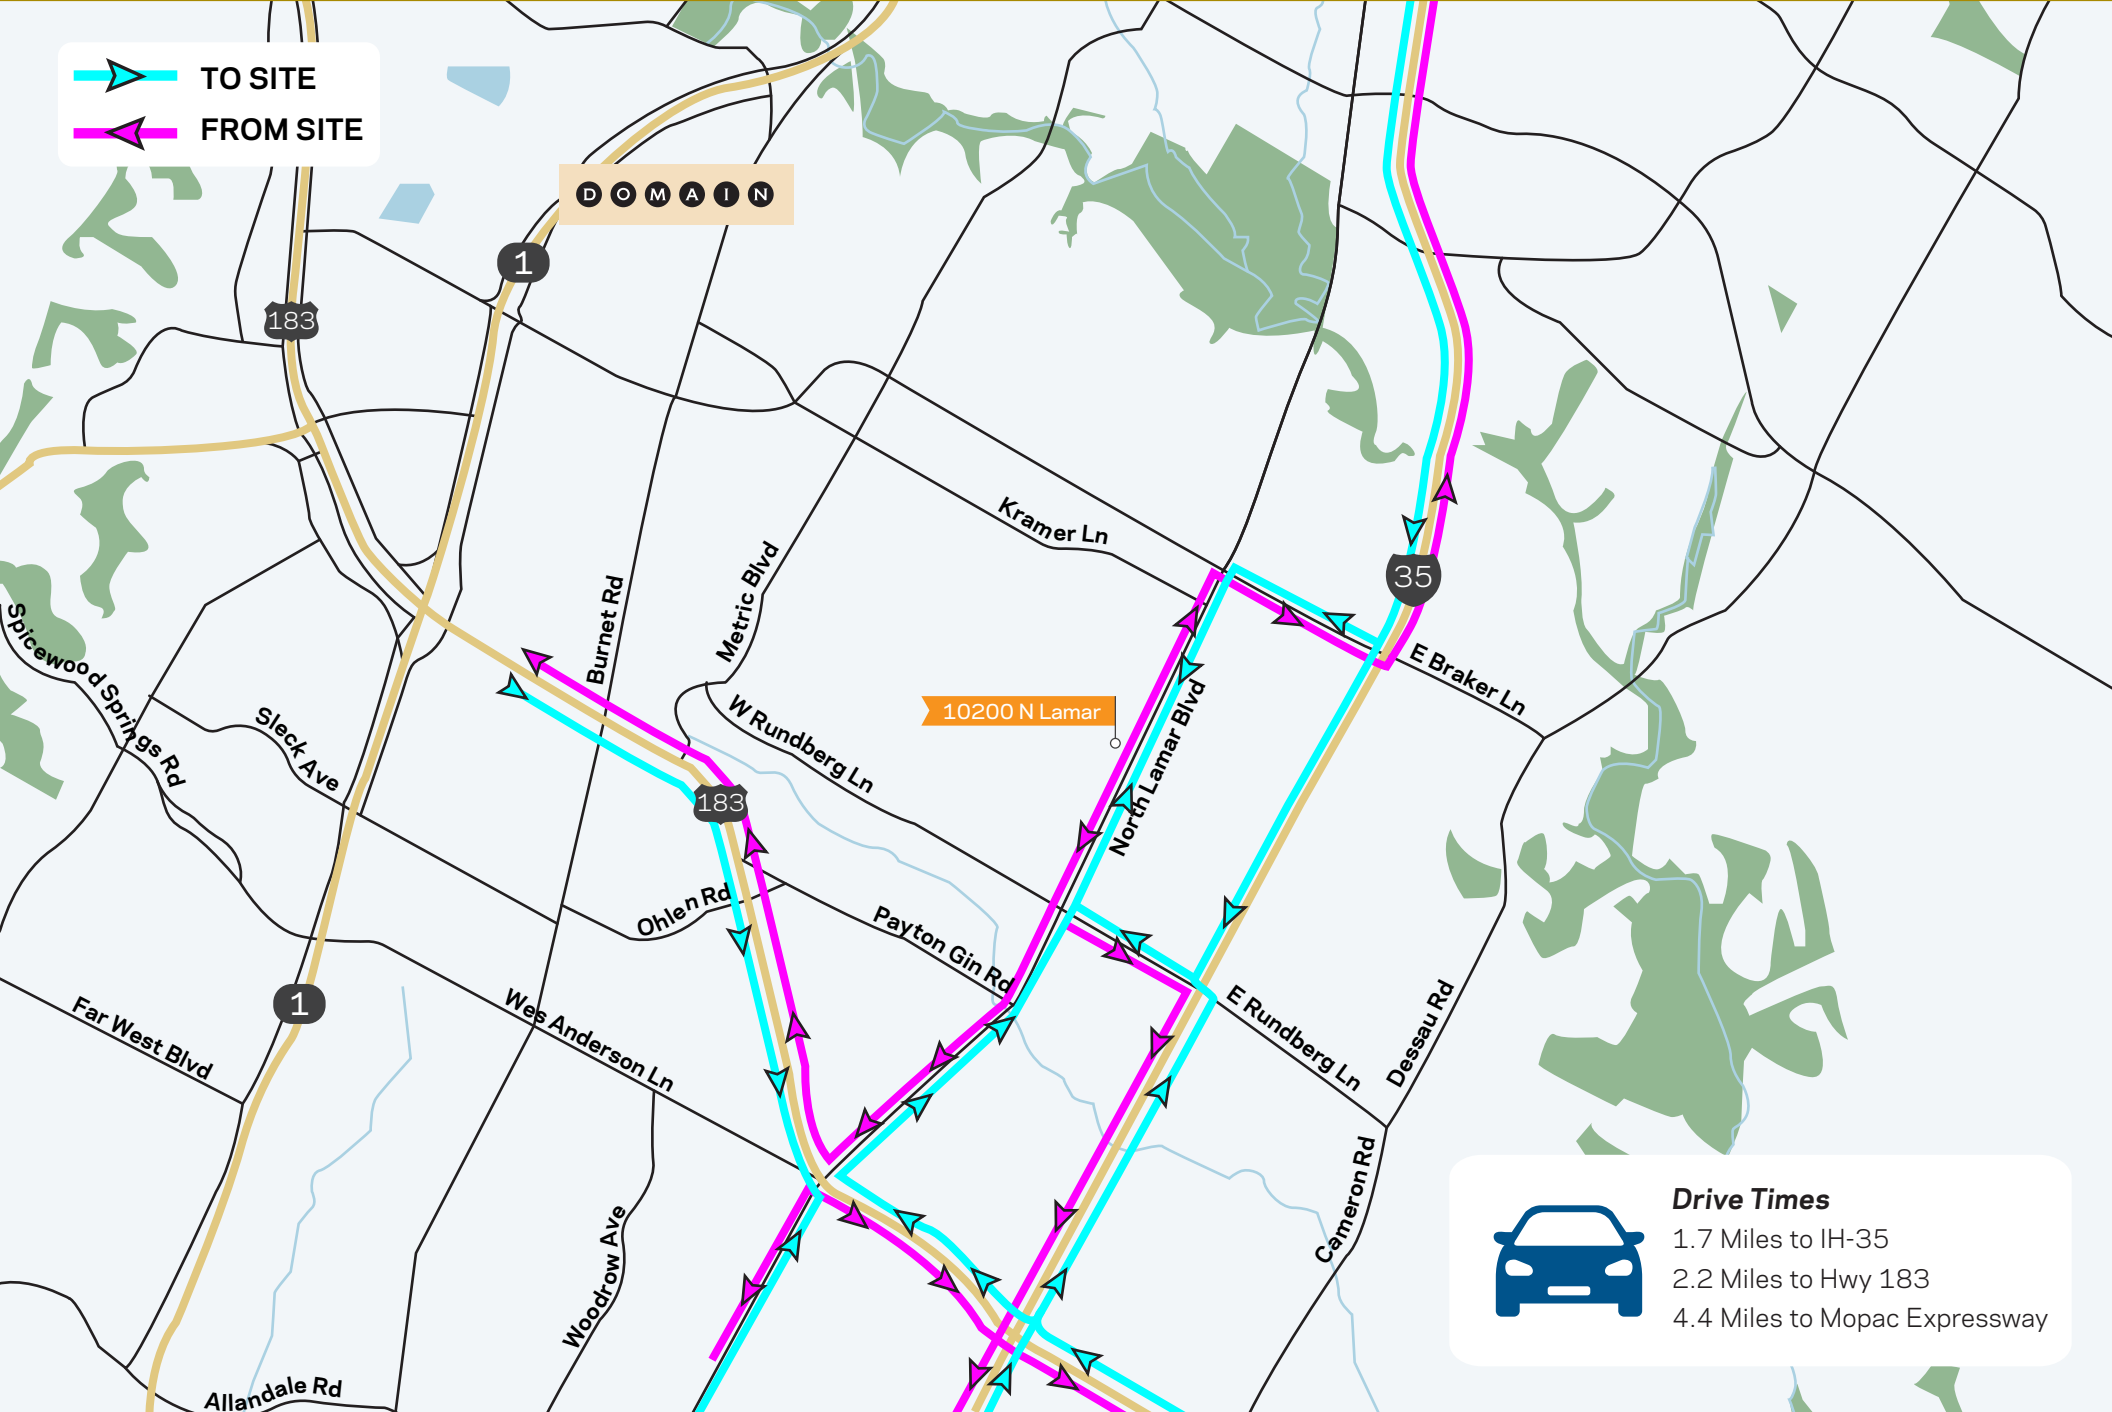 TO SITE
FROM SITE
DOMAIN
1
183
Kramer Ln
Metric Blvd
Burnet Rd
35
Spicewood Springs Rd
E Braker Ln
Sleck Ave
W Rundberg Ln
10200 N Lamar
North Lamar Blvd
183
Ohlen Rd
Payton Gin Rd
1
Far West Blvd
Wes Anderson Ln
E Rundberg Ln
Dessau Rd
Cameron Rd
Woodrow Ave
Allandale Rd
Drive Times
1.7 Miles to IH-35
2.2 Miles to Hwy 183
4.4 Miles to Mopac Expressway